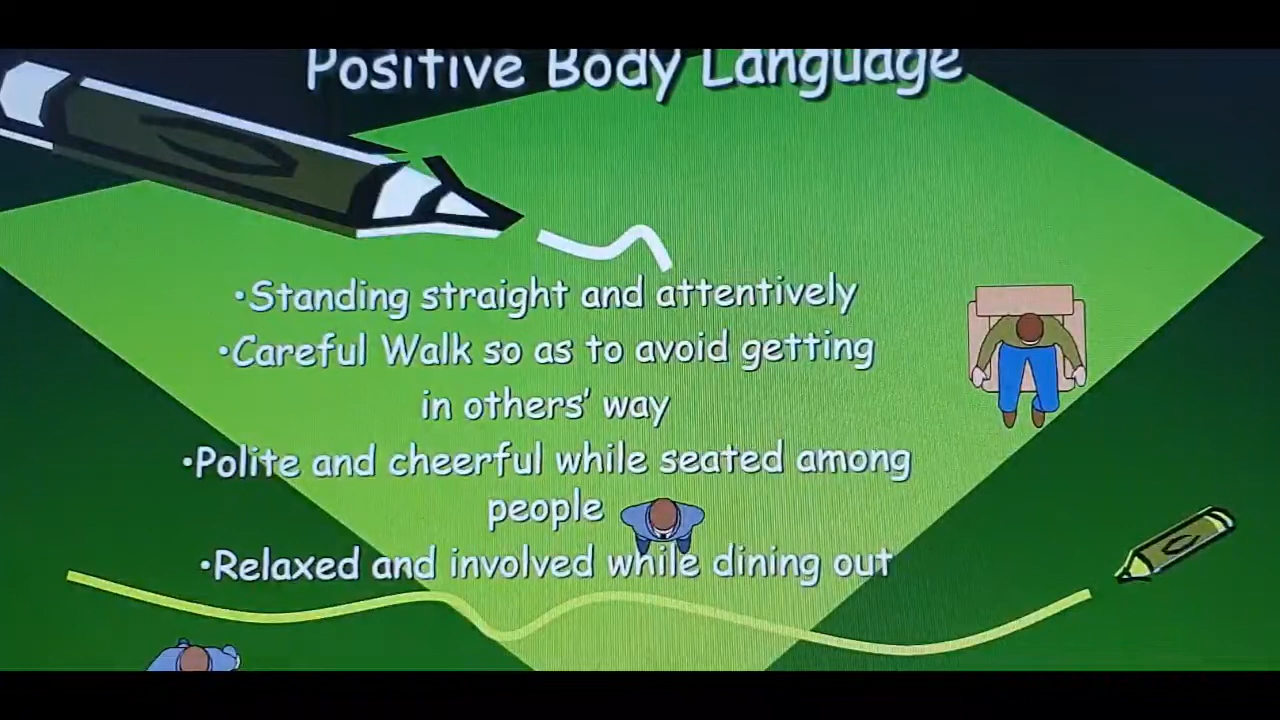 Positive Body Language
•Standing straight and attentively
•Careful Walk so as to avoid getting
in others' way
•Polite and cheerful while seated among
people
•Relaxed and involved while dining out